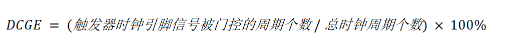 DCGE = (触发器时钟引脚信号被门控的周期个数 / 总时钟周期个数) × 100%